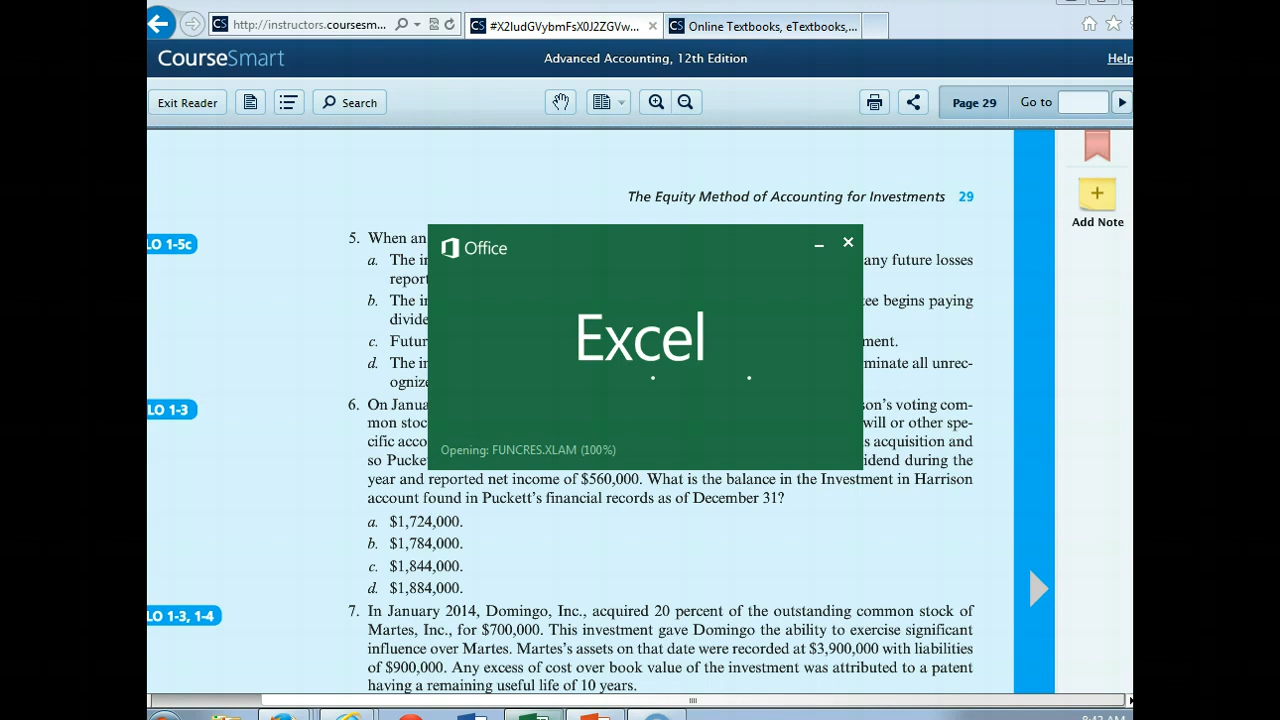 http://instructors.coursesm...
CS #X2IudGVybmFsX0J2ZGVw...
CS Online Textbooks, eTextbooks,...
CourseSmart
Advanced Accounting, 12th Edition
Help
Exit Reader
Search
Page 29
Go to
The Equity Method of Accounting for Investments 29
Add Note
LO 1-5c
5. When an
a. The in any future losses
report
b. The in ee begins paying
divide
c. Futur ment.
d. The in minate all unrec-
ognize
Office
Excel
Opening: FUNCRES.XLAM (100%)
LO 1-3
6. On Janua son's voting com-
mon stoc will or other spe-
cific acco s acquisition and
so Pucke idend during the
year and reported net income of $560,000. What is the balance in the Investment in Harrison
account found in Puckett's financial records as of December 31?
a. $1,724,000.
b. $1,784,000.
c. $1,844,000.
d. $1,884,000.
LO 1-3, 1-4
7. In January 2014, Domingo, Inc., acquired 20 percent of the outstanding common stock of
Martes, Inc., for $700,000. This investment gave Domingo the ability to exercise significant
influence over Martes. Martes's assets on that date were recorded at $3,900,000 with liabilities
of $900,000. Any excess of cost over book value of the investment was attributed to a patent
having a remaining useful life of 10 years.